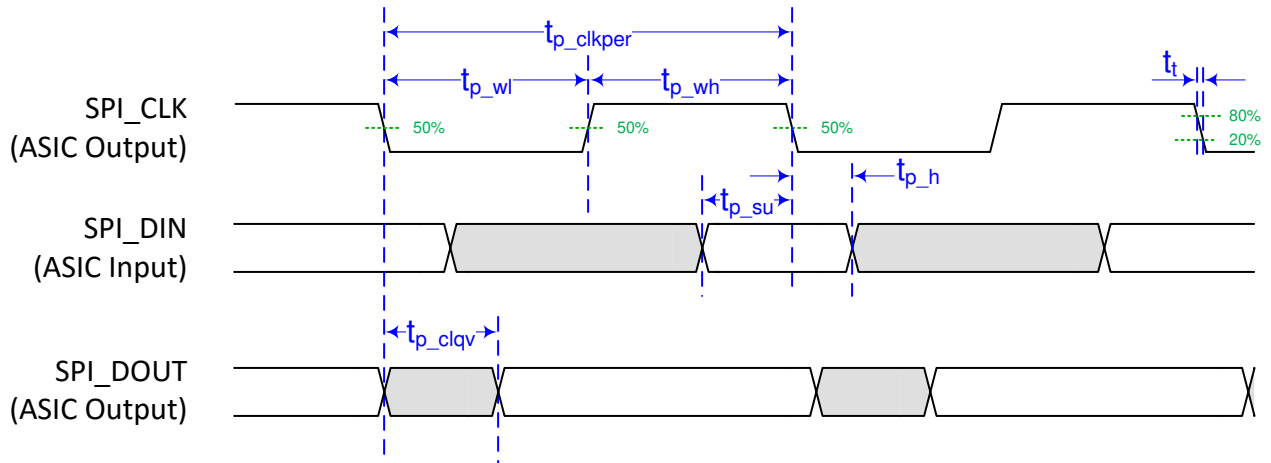 t_p_clkper
t_p_wl t_p_wh t_t
SPI_CLK
(ASIC Output)
50% 50% 50% 80%
20%
t_p_su t_p_h
SPI_DIN
(ASIC Input)
t_p_clqv
SPI_DOUT
(ASIC Output)